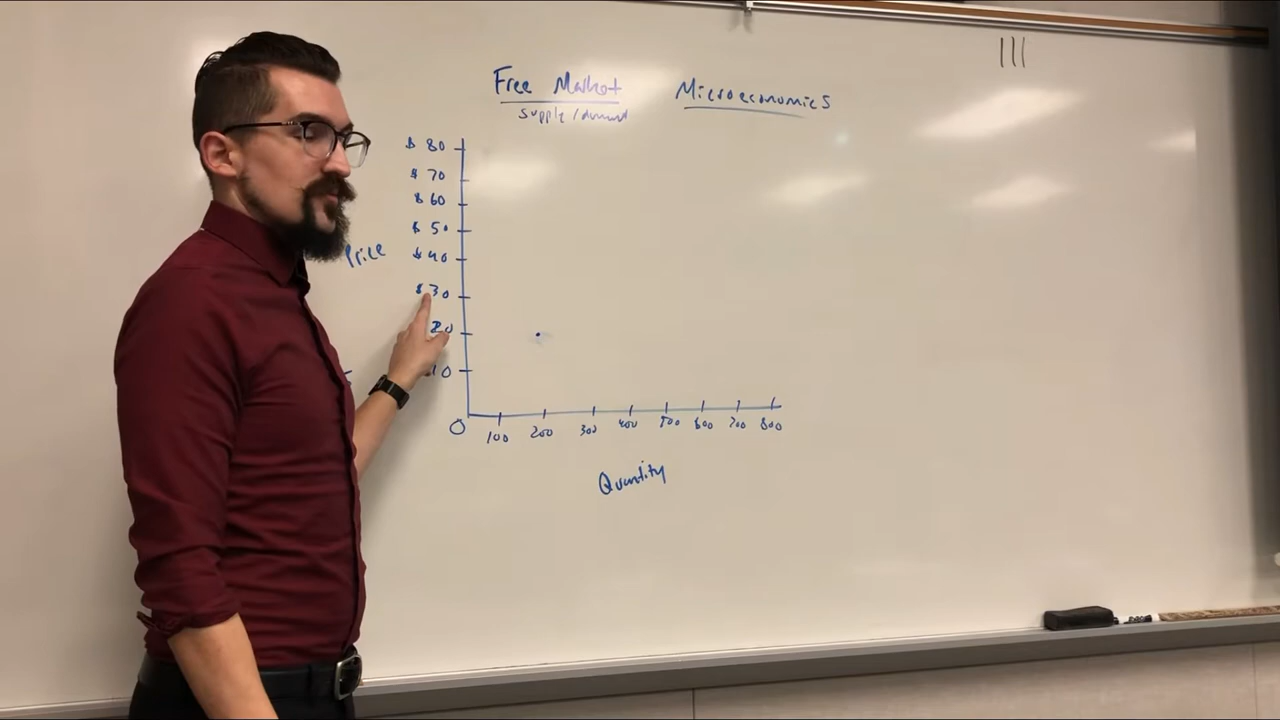 Free Market
Microeconomics
supply/demand
$ 80
$ 70
$ 60
$ 50
Price
$ 40
$ 30
20
10
0
100 200 300 400 500 600 700 800
Quantity